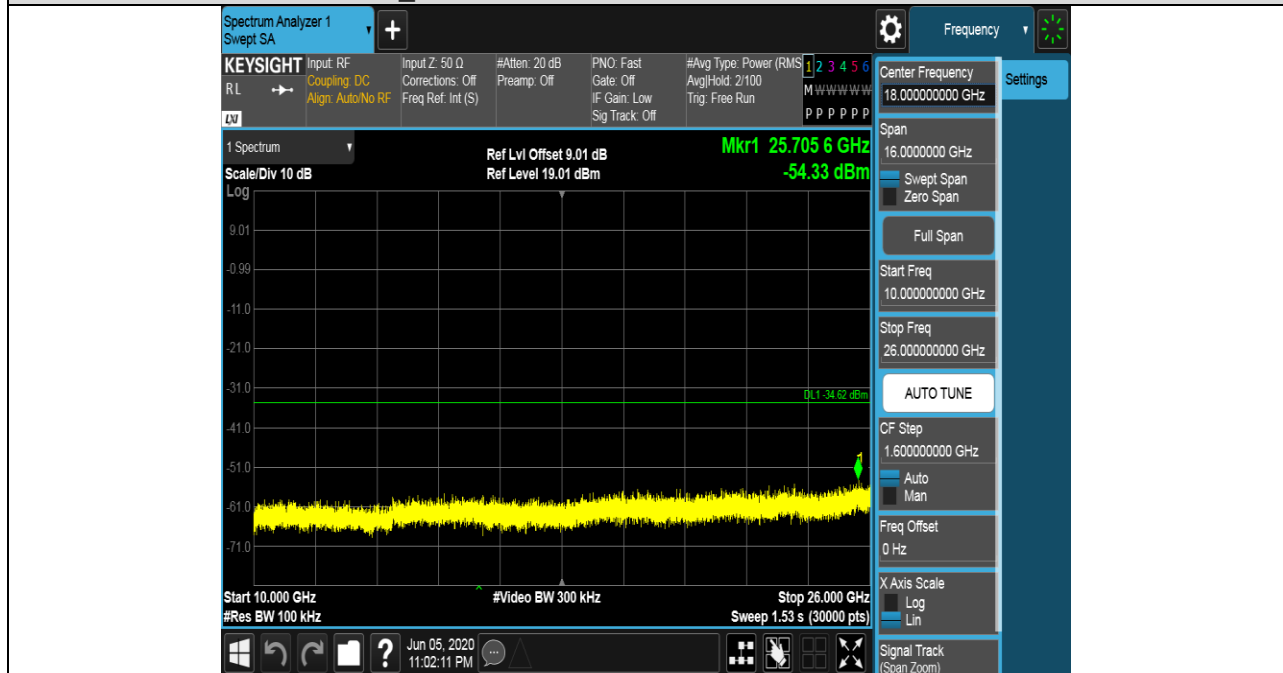 Spectrum Analyzer 1
Swept SA
+
Frequency
KEYSIGHT
RL
LXI
Input: RF
Coupling: DC
Align: Auto/No RF
Input Z: 50 Ω
Corrections: Off
Freq Ref: Int (S)
#Atten: 20 dB
Preamp: Off
PNO: Fast
Gate: Off
IF Gain: Low
Sig Track: Off
#Avg Type: Power (RMS
Avg|Hold: 2/100
Trig: Free Run
1 2 3 4 5 6
M W W W W W
P P P P P P
1 Spectrum
Scale/Div 10 dB
Ref Lvl Offset 9.01 dB
Ref Level 19.01 dBm
Mkr1 25.705 6 GHz
-54.33 dBm
Log
9.01
-0.99
-11.0
-21.0
-31.0
DL1 -34.62 dBm
-41.0
-51.0
1
-61.0
-71.0
Start 10.000 GHz
#Video BW 300 kHz
Stop 26.000 GHz
#Res BW 100 kHz
Sweep 1.53 s (30000 pts)
?
Jun 05, 2020
11:02:11 PM
Center Frequency
18.000000000 GHz
Settings
Span
16.0000000 GHz
Swept Span
Zero Span
Full Span
Start Freq
10.000000000 GHz
Stop Freq
26.000000000 GHz
AUTO TUNE
CF Step
1.600000000 GHz
Auto
Man
Freq Offset
0 Hz
X Axis Scale
Log
Lin
Signal Track
(Span Zoom)